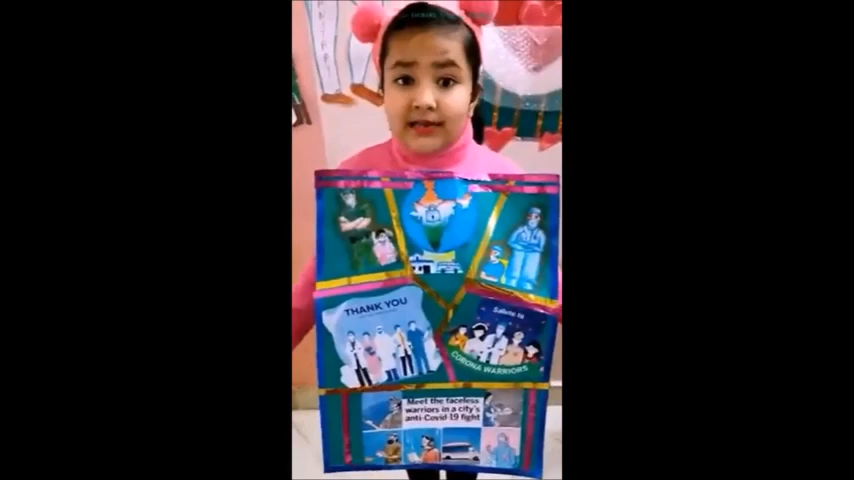 THANK YOU
Salute to
CORONA WARRIORS
Meet the faceless
warriors in a city's
anti-Covid-19 fight